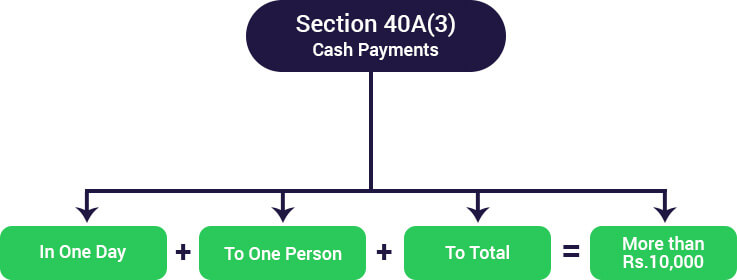 Section 40A(3)
Cash Payments
In One Day + To One Person + To Total = More than
Rs.10,000